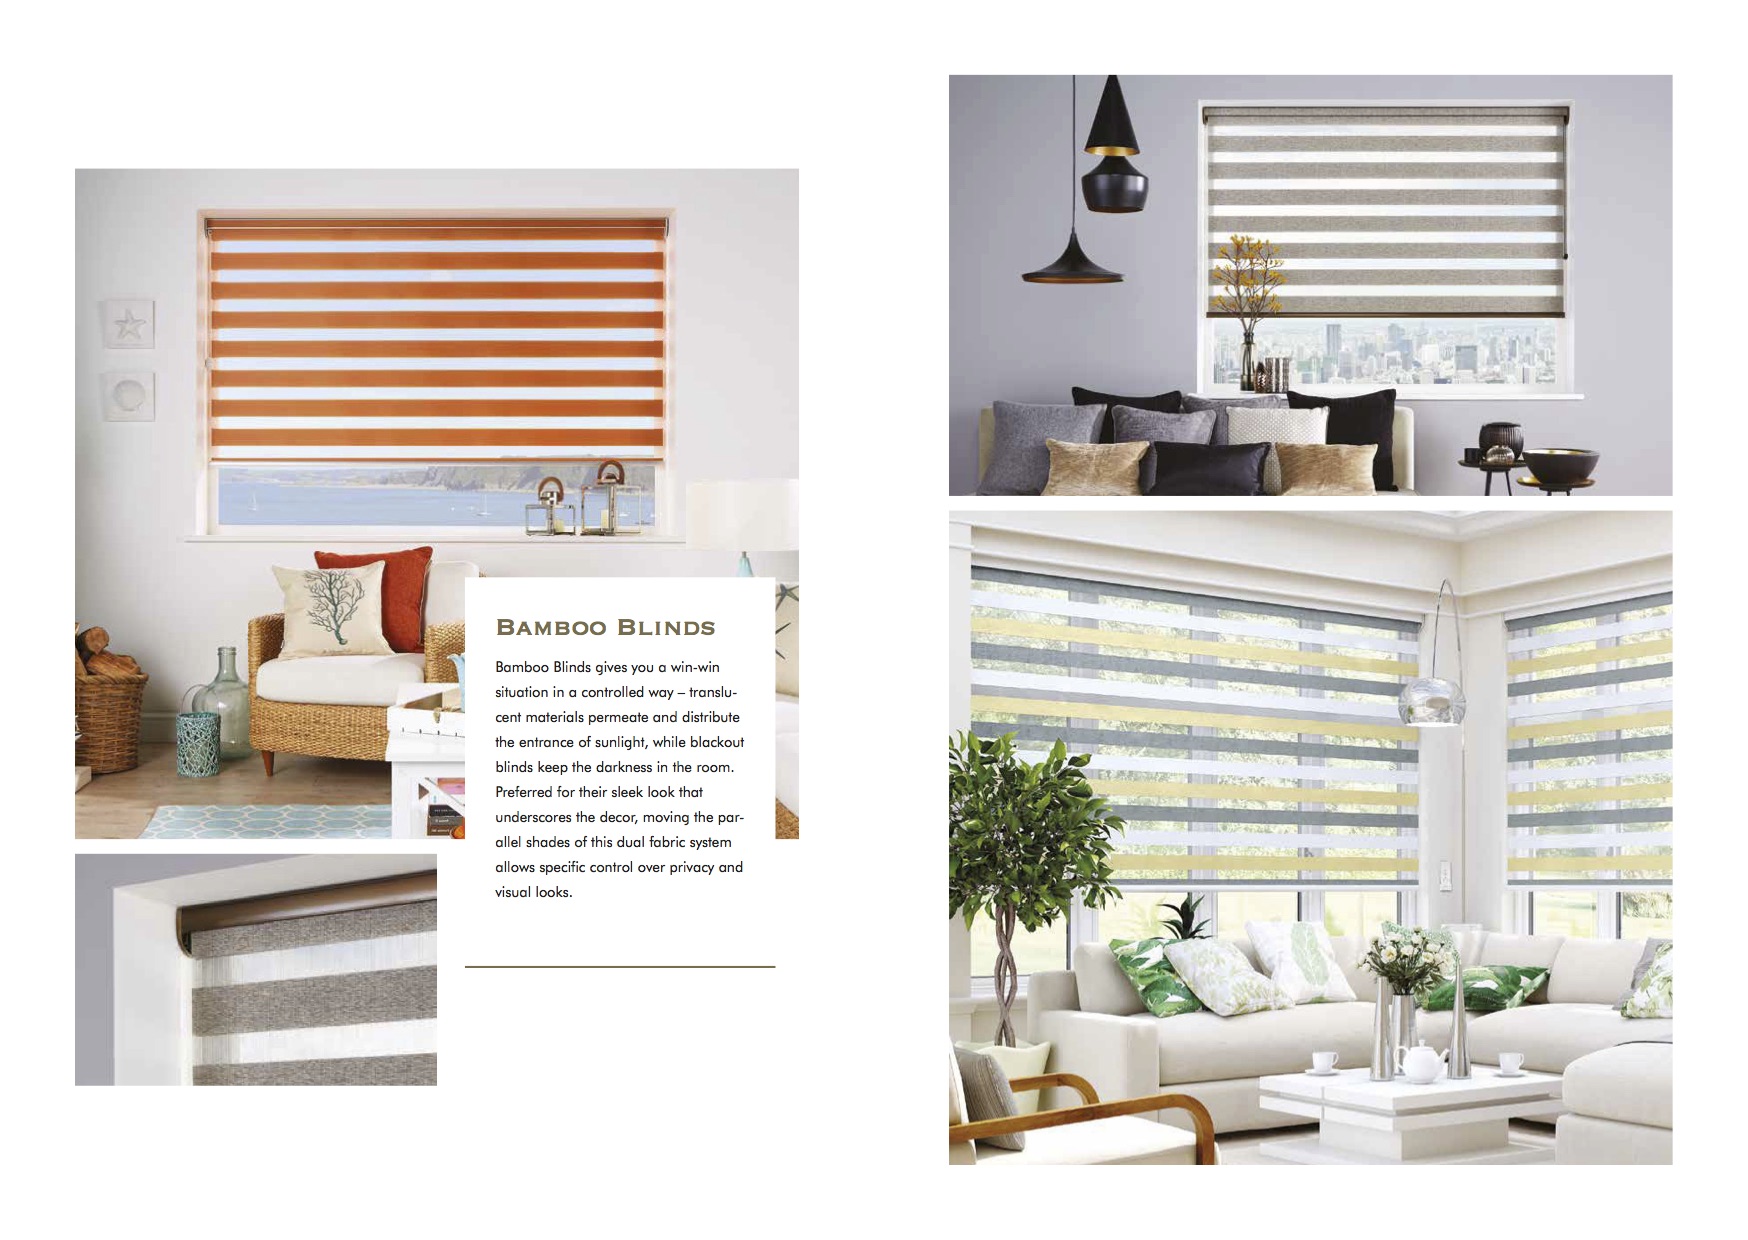 Bamboo Blinds
Bamboo Blinds gives you a win-win
situation in a controlled way – translu-
cent materials permeate and distribute
the entrance of sunlight, while blackout
blinds keep the darkness in the room.
Preferred for their sleek look that
underscores the decor, moving the par-
allel shades of this dual fabric system
allows specific control over privacy and
visual looks.